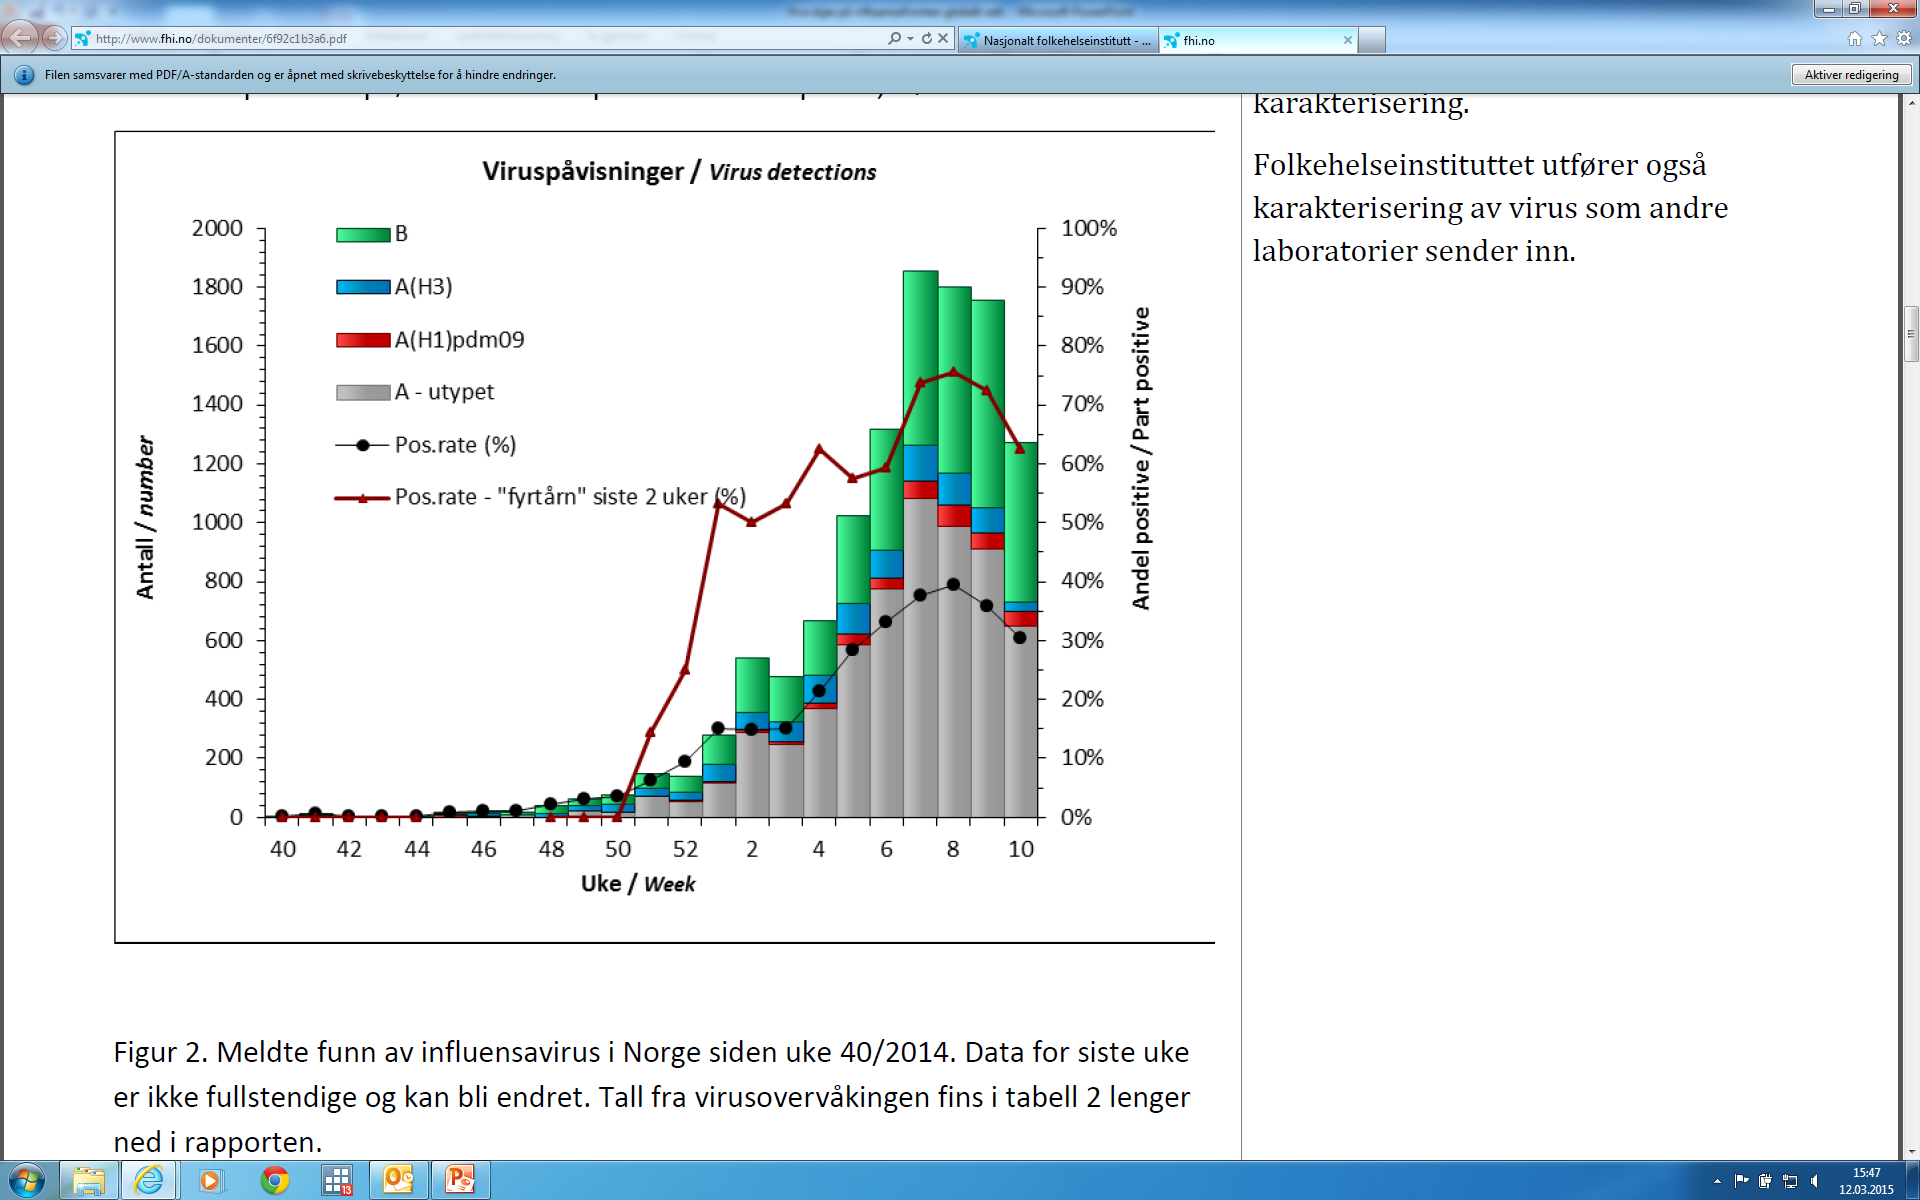 http://www.fhi.no/dokumenter/6f92c1b3a6.pdf
Nasjonalt folkehelseinstitutt - ...
fhi.no
Filen samsvarer med PDF/A-standarden og er åpnet med skrivebeskyttelse for å hindre endringer.
Aktiver redigering
Viruspåvisninger / Virus detections
2000
1800
1600
1400
1200
1000
800
600
400
200
0
Antall / number
B
A(H3)
A(H1)pdm09
A - utypet
Pos.rate (%)
Pos.rate - "fyrtårn" siste 2 uker (%)
100%
90%
80%
70%
60%
50%
40%
30%
20%
10%
0%
Andel positive / Part positive
40 42 44 46 48 50 52 2 4 6 8 10
Uke / Week
Figur 2. Meldte funn av influensavirus i Norge siden uke 40/2014. Data for siste uke
er ikke fullstendige og kan bli endret. Tall fra virusovervåkingen fins i tabell 2 lenger
ned i rapporten.
karakterisering.
Folkehelseinstituttet utfører også
karakterisering av virus som andre
laboratorier sender inn.
13
15:47
12.03.2015